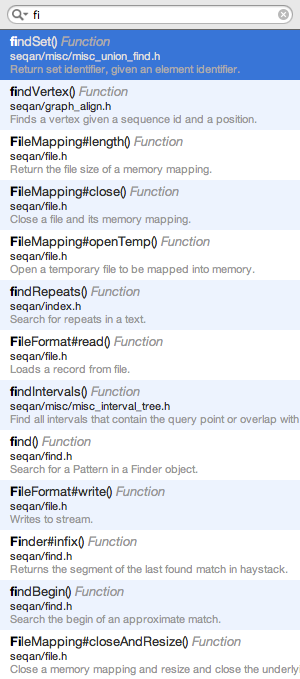 fi
findSet() Function
seqan/misc/misc_union_find.h
Return set identifier, given an element identifier.
findVertex() Function
seqan/graph_align.h
Finds a vertex given a sequence id and a position.
FileMapping#length() Function
seqan/file.h
Return the file size of a memory mapping.
FileMapping#close() Function
seqan/file.h
Close a file and its memory mapping.
FileMapping#openTemp() Function
seqan/file.h
Open a temporary file to be mapped into memory.
findRepeats() Function
seqan/index.h
Search for repeats in a text.
FileFormat#read() Function
seqan/file.h
Loads a record from file.
findIntervals() Function
seqan/misc/misc_interval_tree.h
Find all intervals that contain the query point or overlap with
find() Function
seqan/find.h
Search for a Pattern in a Finder object.
FileFormat#write() Function
seqan/file.h
Writes to stream.
Finder#infix() Function
seqan/find.h
Returns the segment of the last found match in haystack.
findBegin() Function
seqan/find.h
Search the begin of an approximate match.
FileMapping#closeAndResize() Function
seqan/file.h
Close a memory mapping and resize and close the underly